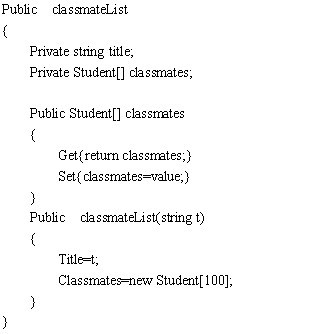 Public    classmateList
{
Private string title;
Private Student[] classmates;
Public Student[] classmates
{
Get{return classmates;}
Set{classmates=value;}
}
Public    classmateList(string t)
{
Title=t;
Classmates=new Student[100];
}
}